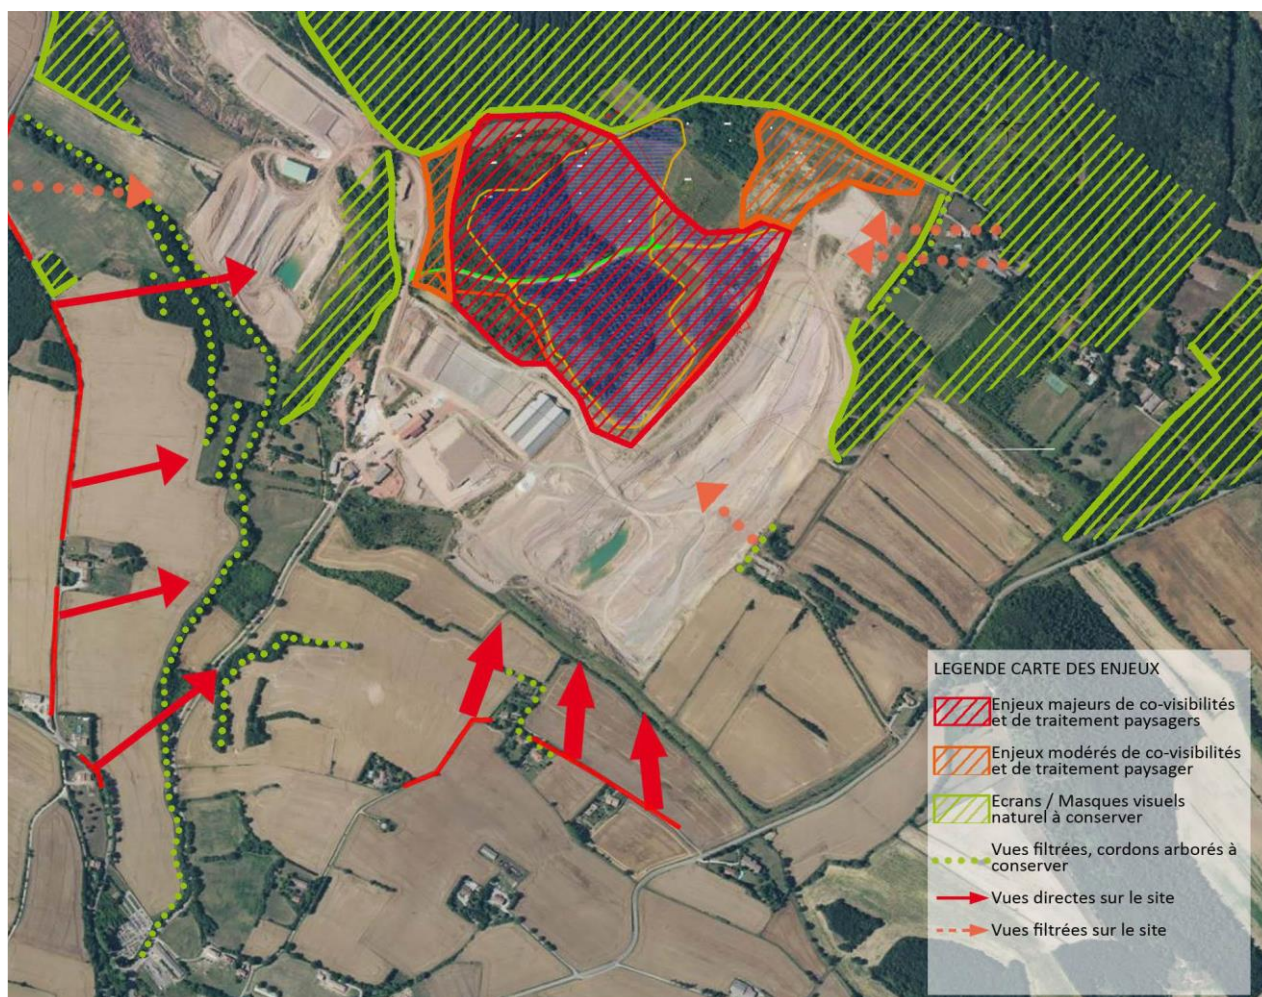 LEGENDE CARTE DES ENJEUX
Enjeux majeurs de co-visibilités
et de traitement paysagers
Enjeux modérés de co-visibilités
et de traitement paysager
Ecrans / Masques visuels
naturel à conserver
Vues filtrées, cordons arborés à
conserver
Vues directes sur le site
Vues filtrées sur le site